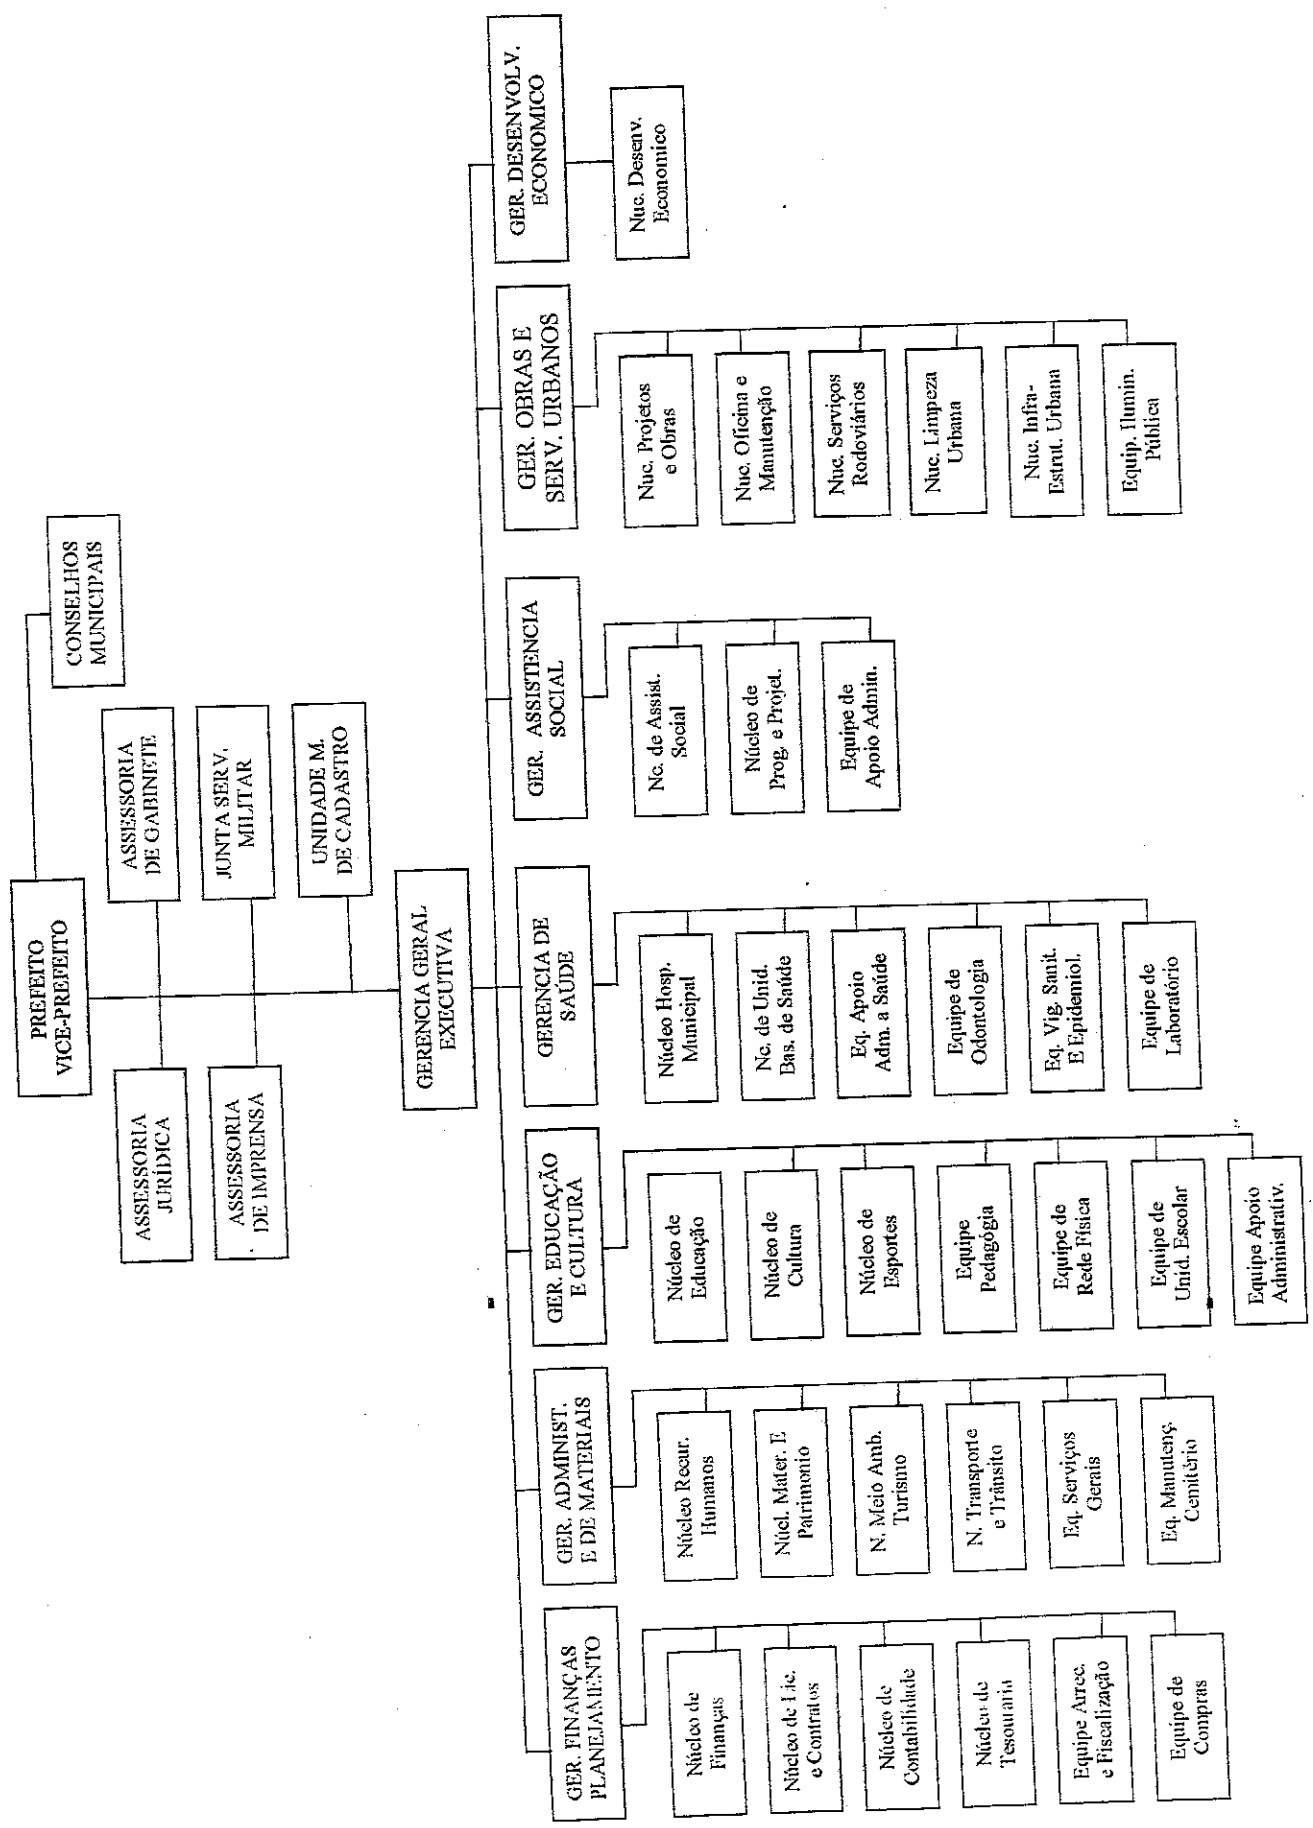 PREFEITO
VICE-PREFEITO
CONSELHOS
MUNICIPAIS
ASSESSORIA
JURÍDICA
ASSESSORIA
DE GABINETE
ASSESSORIA
DE IMPRENSA
JUNTA SERV.
MILITAR
UNIDADE M.
DE CADASTRO
GERENCIA GERAL
EXECUTIVA
GER. FINANÇAS
PLANEJAMENTO
Núcleo de
Finanças
Núcleo de Lic.
e Contratos
Núcleo de
Contabilidade
Núcleo de
Tesouraria
Equipe Arrec.
e Fiscalização
Equipe de
Compras
GER. ADMINIST.
E DE MATERIAIS
Núcleo Recur.
Humanos
Núcl. Mater. E
Patrimonio
N. Meio Amb.
Turismo
N. Transporte
e Trânsito
Eq. Serviços
Gerais
Eq. Manutenç.
Cemitério
GER. EDUCAÇÃO
E CULTURA
Núcleo de
Educação
Núcleo de
Cultura
Núcleo de
Esportes
Equipe
Pedagógia
Equipe de
Rede Física
Equipe de
Unid. Escolar
Equipe Apoio
Administrativ.
GERENCIA DE
SAÚDE
Núcleo Hosp.
Municipal
Nc. de Unid.
Bas. de Saúde
Eq. Apoio
Adm. a Saúde
Equipe de
Odontologia
Eq. Vig. Sanit.
E Epidemiol.
Equipe de
Laboratório
GER. ASSISTENCIA
SOCIAL
Nc. de Assist.
Social
Núcleo de
Prog. e Projet.
Equipe de
Apoio Admin.
GER. OBRAS E
SERV. URBANOS
Nuc. Projetos
e Obras
Nuc. Oficina e
Manutenção
Nuc. Serviços
Rodoviários
Nuc. Limpeza
Urbana
Nuc. Infra-
Estrut. Urbana
Equip. Ilumin.
Pública
GER. DESENVOLV.
ECONOMICO
Nuc. Desenv.
Economico